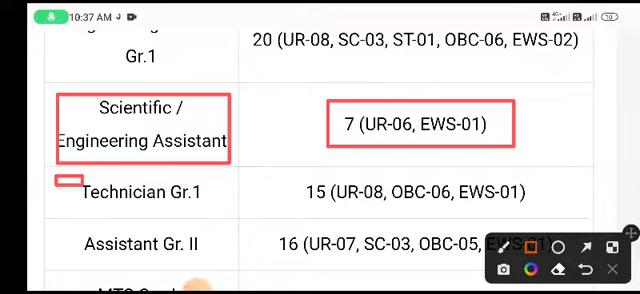 10:37 AM
20 (UR-08, SC-03, ST-01, OBC-06, EWS-02)
Gr.1
Scientific /
Engineering Assistant
7 (UR-06, EWS-01)
Technician Gr.1
15 (UR-08, OBC-06, EWS-01)
Assistant Gr. II
16 (UR-07, SC-03, OBC-05, EWS-01)